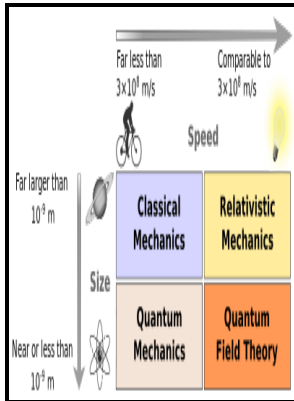 Far less than
3×10⁸ m/s
Comparable to
3×10⁸ m/s
Speed
Far larger than
10⁻⁹ m
Size
Near or less than
10⁻⁹ m
Classical
Mechanics
Relativistic
Mechanics
Quantum
Mechanics
Quantum
Field Theory